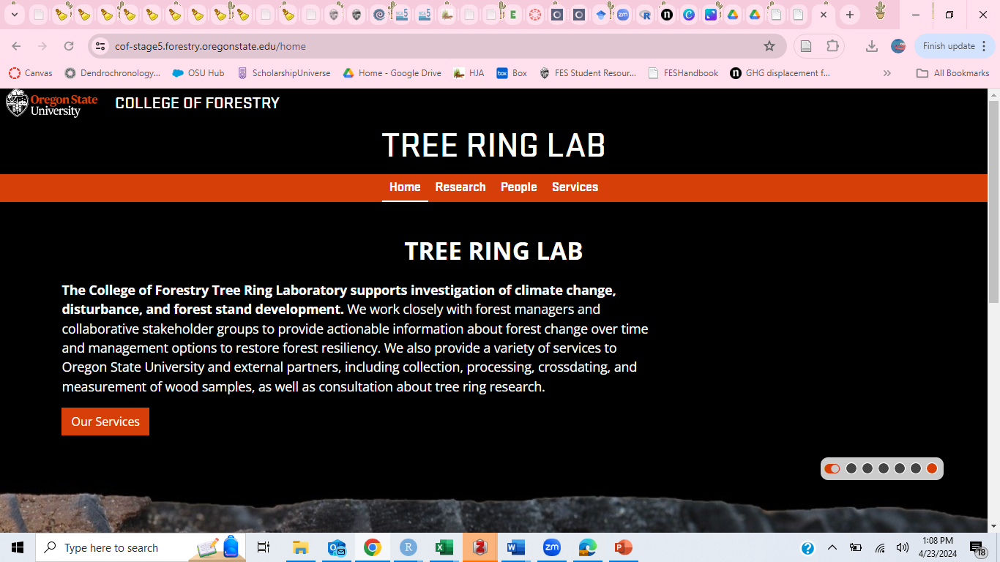 cof-stage5.forestry.oregonstate.edu/home
Finish update
Canvas
Dendrochronology...
OSU Hub
ScholarshipUniverse
Home - Google Drive
HJA
box
Box
FES Student Resour...
FESHandbook
n
GHG displacement f...
»
All Bookmarks
Oregon State
University
COLLEGE OF FORESTRY
TREE RING LAB
Home
Research
People
Services
TREE RING LAB
The College of Forestry Tree Ring Laboratory supports investigation of climate change,
disturbance, and forest stand development. We work closely with forest managers and
collaborative stakeholder groups to provide actionable information about forest change over time
and management options to restore forest resiliency. We also provide a variety of services to
Oregon State University and external partners, including collection, processing, crossdating, and
measurement of wood samples, as well as consultation about tree ring research.
Our Services
Type here to search
1:08 PM
4/23/2024
18